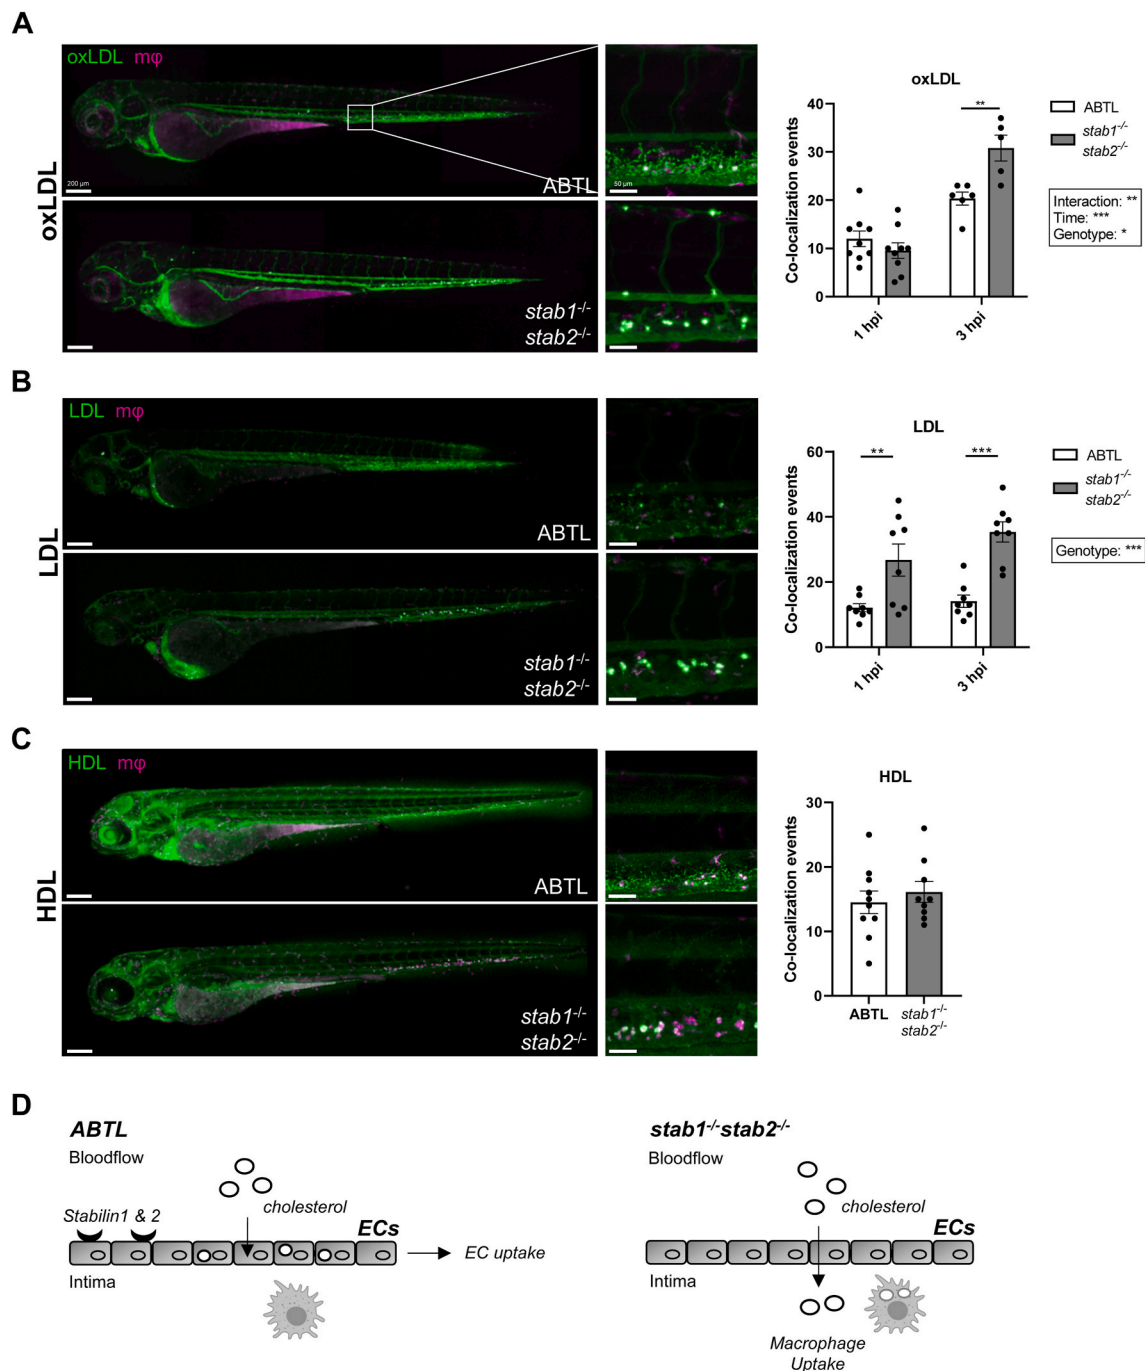 A
oxLDL mφ
oxLDL
200 μm
ABTL
50 μm
stab1-/-
stab2-/-
oxLDL
Co-localization events
40
30
20
10
0
**
1 hpi
3 hpi
ABTL
stab1-/-
stab2-/-
Interaction: **
Time: ***
Genotype: *
B
LDL mφ
LDL
ABTL
stab1-/-
stab2-/-
LDL
Co-localization events
60
40
20
0
**
***
1 hpi
3 hpi
ABTL
stab1-/-
stab2-/-
Genotype: ***
C
HDL mφ
HDL
ABTL
stab1-/-
stab2-/-
HDL
Co-localization events
30
20
10
0
ABTL
stab1-/-
stab2-/-
D
ABTL
Bloodflow
Stabilin1 & 2
cholesterol
ECs
EC uptake
Intima
stab1-/-stab2-/-
Bloodflow
cholesterol
ECs
Intima
Macrophage
Uptake